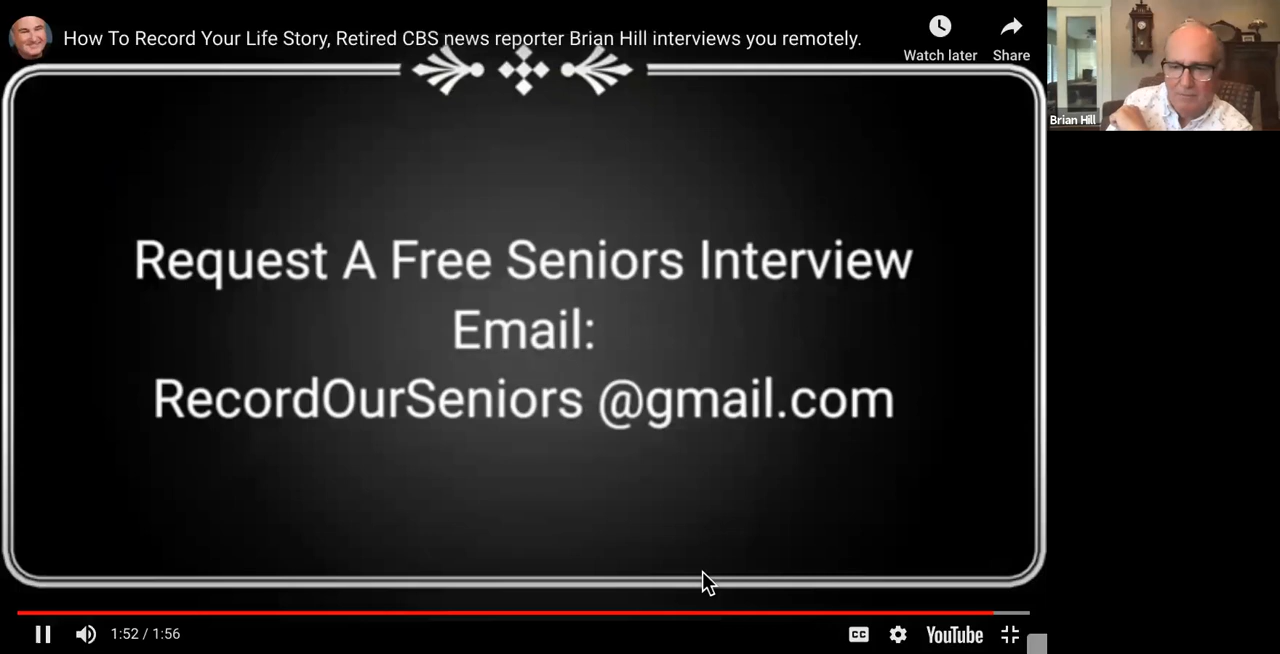 How To Record Your Life Story, Retired CBS news reporter Brian Hill interviews you remotely.
Watch later
Share
Brian Hill
Request A Free Seniors Interview
Email:
RecordOurSeniors @gmail.com
1:52 / 1:56
CC
YouTube